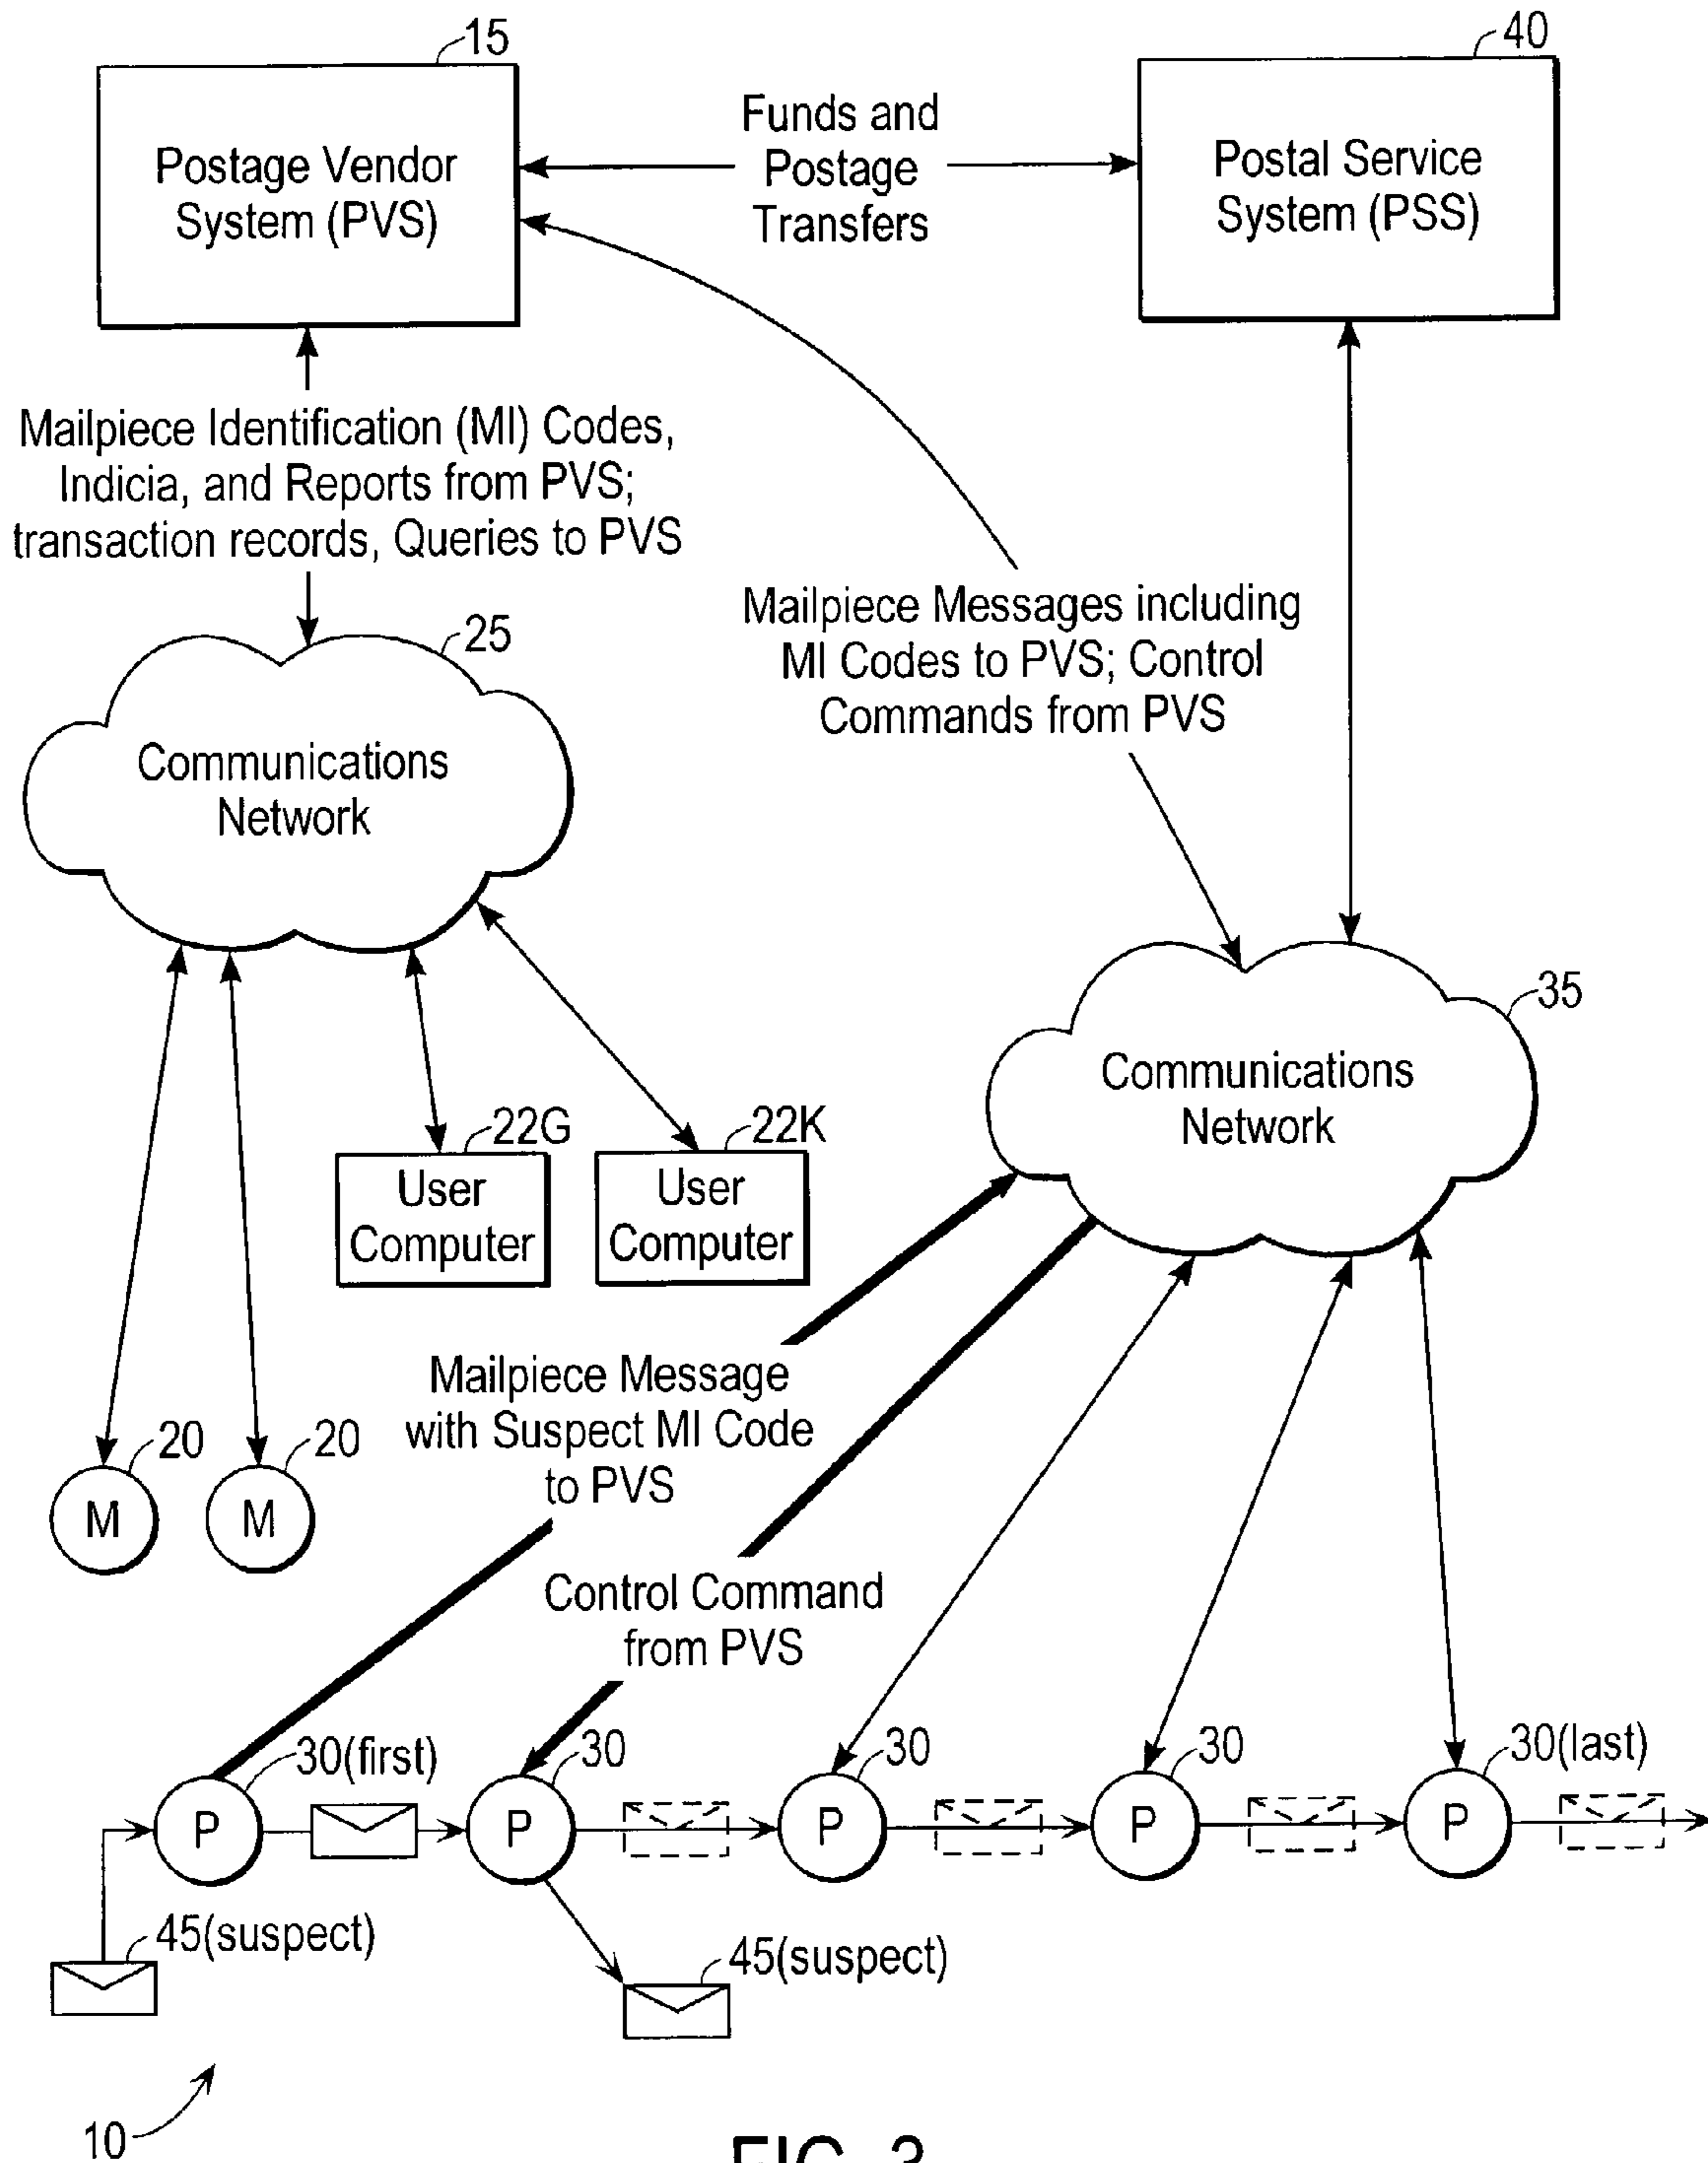 15
40
Postage Vendor
System (PVS)
Funds and
Postage
Transfers
Postal Service
System (PSS)
Mailpiece Identification (MI) Codes,
Indicia, and Reports from PVS;
transaction records, Queries to PVS
25
Mailpiece Messages including
MI Codes to PVS; Control
Commands from PVS
Communications
Network
35
Communications
Network
22G
22K
User
Computer
User
Computer
Mailpiece Message
with Suspect MI Code
to PVS
20
20
M
M
Control Command
from PVS
30(first)
30
30
30
30(last)
P
P
P
P
P
45(suspect)
45(suspect)
10
FIG. 3